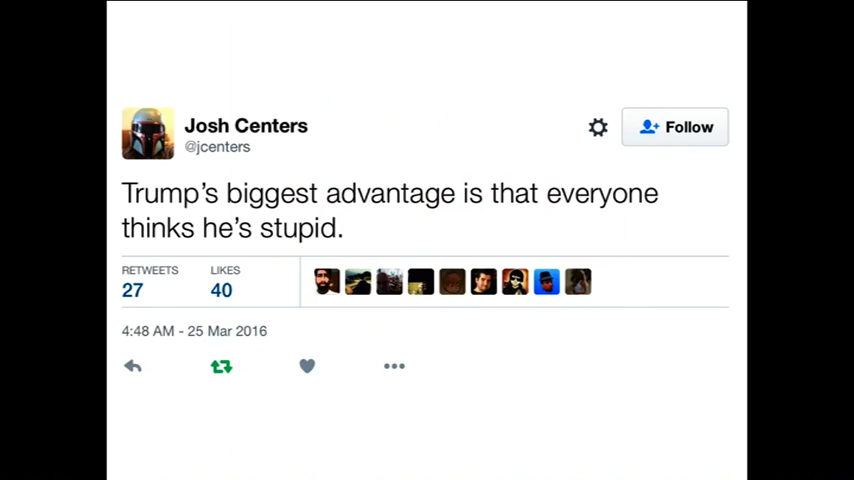 Josh Centers
@jcenters
Follow
Trump's biggest advantage is that everyone
thinks he's stupid.
RETWEETS LIKES
27 40
4:48 AM - 25 Mar 2016